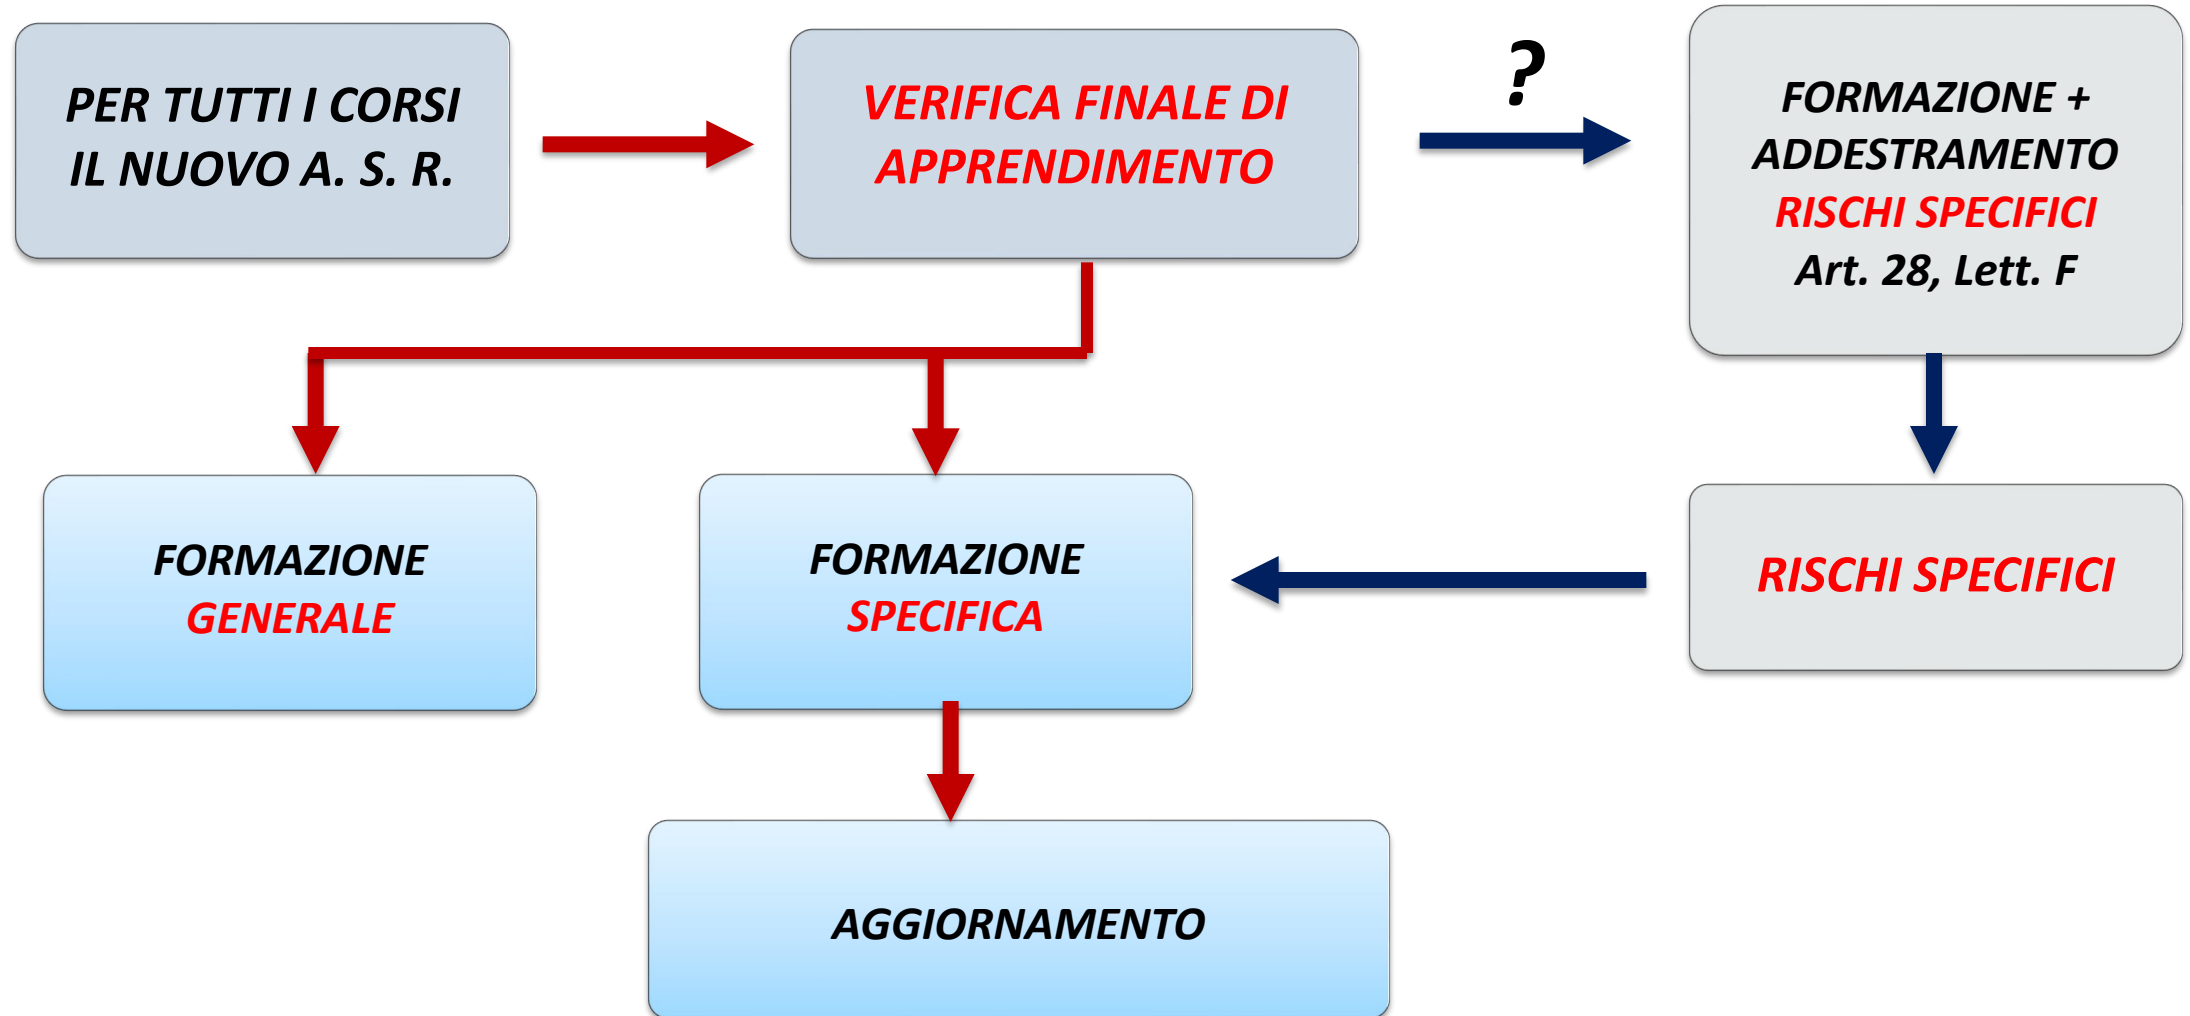 PER TUTTI I CORSI
IL NUOVO A. S. R.
VERIFICA FINALE DI
APPRENDIMENTO
?
FORMAZIONE +
ADDESTRAMENTO
RISCHI SPECIFICI
Art. 28, Lett. F
FORMAZIONE
GENERALE
FORMAZIONE
SPECIFICA
RISCHI SPECIFICI
AGGIORNAMENTO